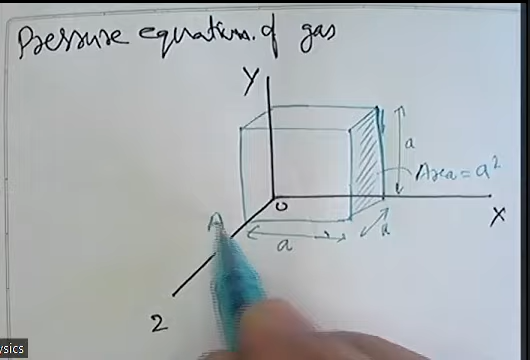 Pressure equation. of gas
Y
a
Area = a²
O
X
a
a
A
Z
ysics